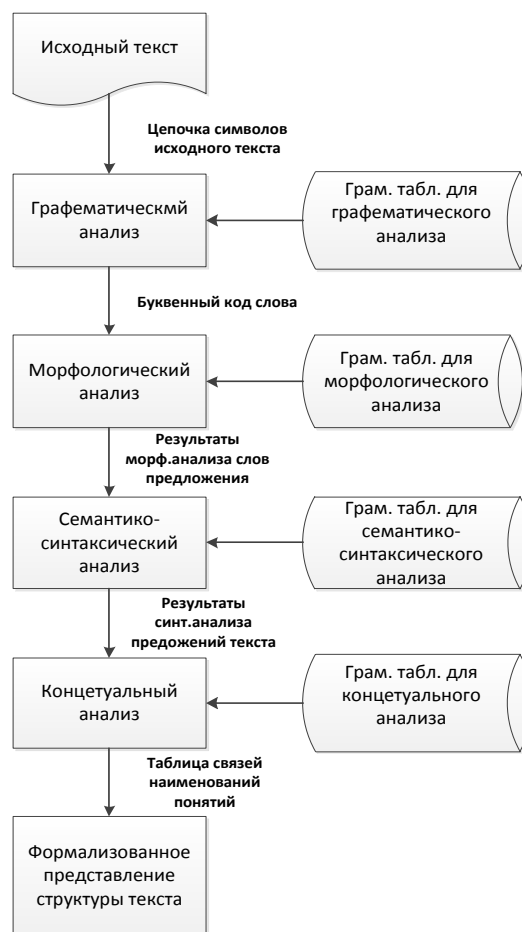 Исходный текст
Цепочка символов
исходного текста
Графематическмй
анализ
Грам. табл. для
графематического
анализа
Буквенный код слова
Морфологический
анализ
Грам. табл. для
морфологического
анализа
Результаты
морф.анализа слов
предложения
Семантико-
синтаксический
анализ
Грам. табл. для
семантико-
синтаксического
анализа
Результаты
синт.анализа
предожений текста
Концетуальный
анализ
Грам. табл. для
концетуального
анализа
Таблица связей
наименований
понятий
Формализованное
представление
структуры текста